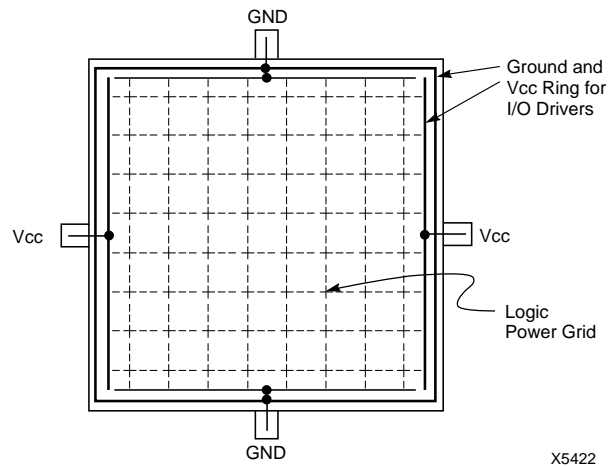 GND
Ground and
Vcc Ring for
I/O Drivers
Vcc
Vcc
Logic
Power Grid
GND
X5422